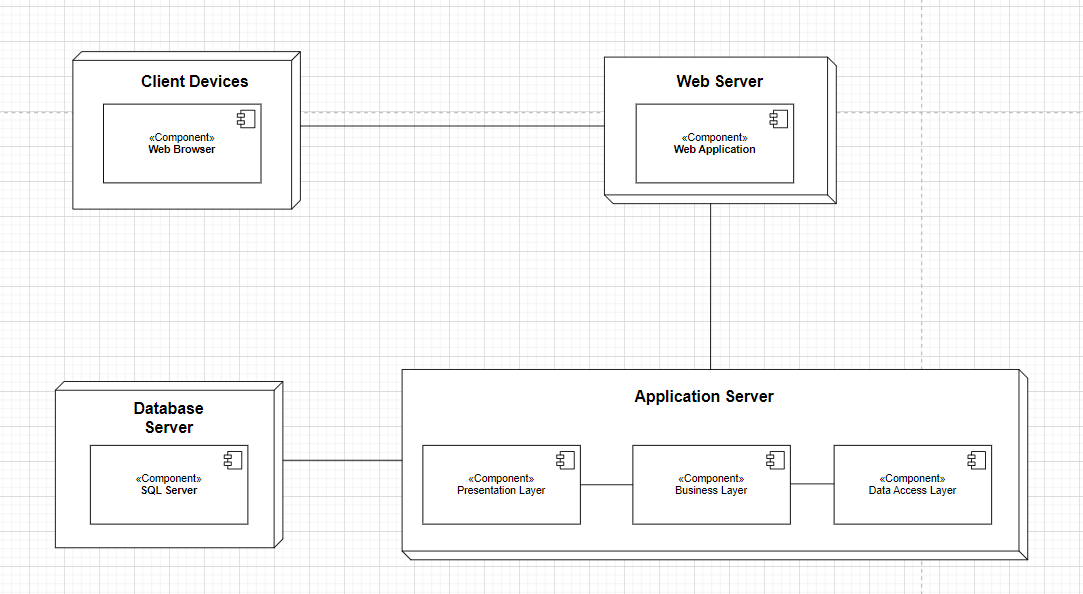 Client Devices
«Component»
Web Browser
Web Server
«Component»
Web Application
Database
Server
«Component»
SQL Server
Application Server
«Component»
Presentation Layer
«Component»
Business Layer
«Component»
Data Access Layer